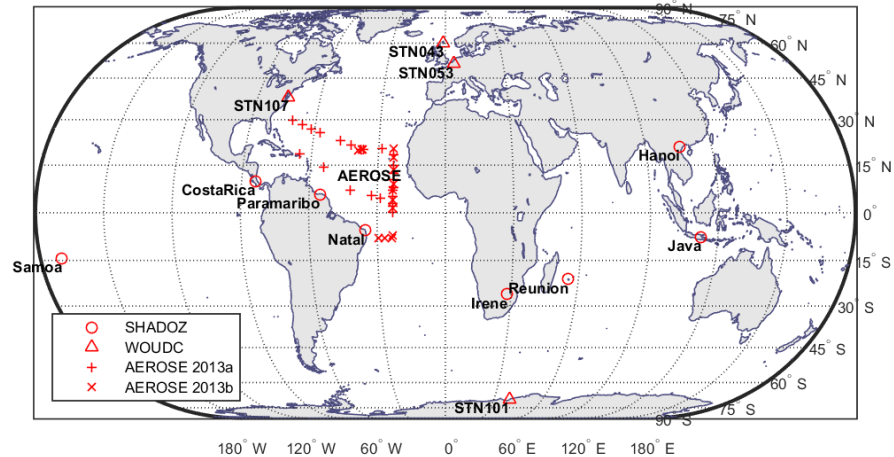 90° N
75° N
60° N
STN043
STN053
45° N
STN107
30° N
Hanoi
15° N
AEROSE
CostaRica
Paramaribo
0°
Natal
Java
Samoa
15° S
Reunion
Irene
30° S
SHADOZ
WOUDC
AEROSE 2013a
AEROSE 2013b
45° S
60° S
STN101
75° S
90° S
180° W 120° W 60° W 0° 60° E 120° E 180° E